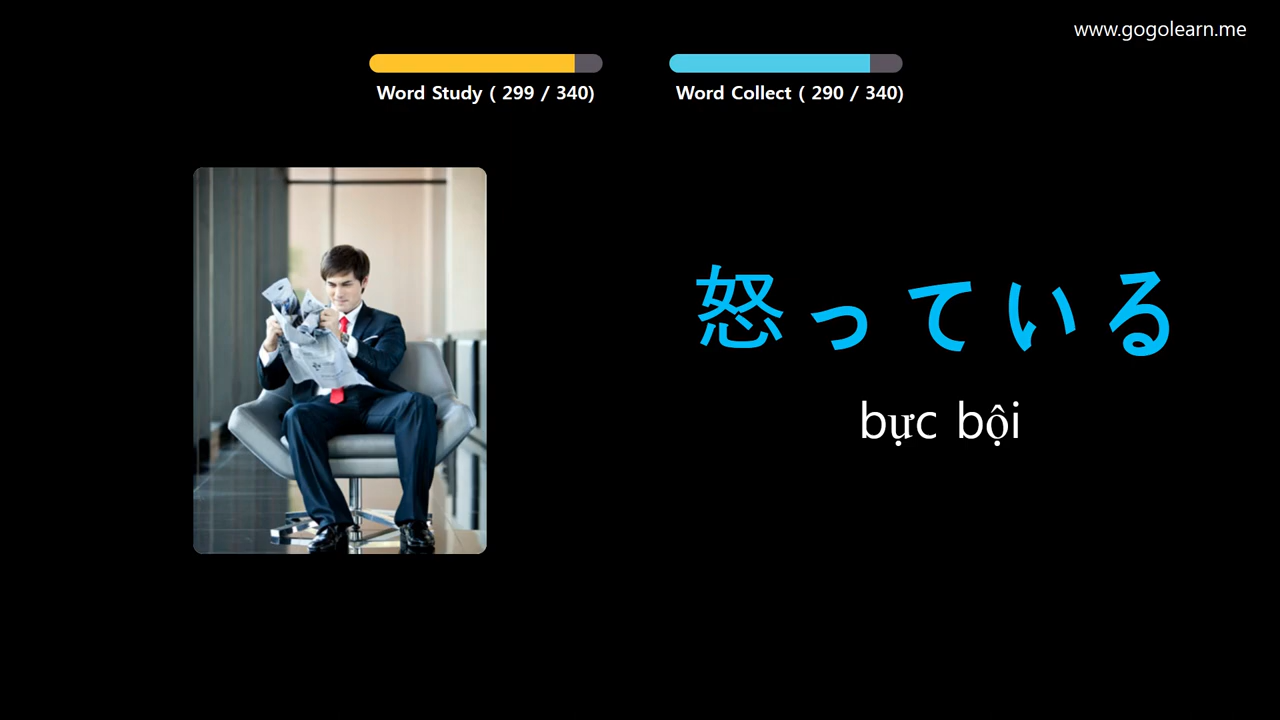 www.gogolearn.me
Word Study ( 299 / 340)
Word Collect ( 290 / 340)
怒っている
bực bội